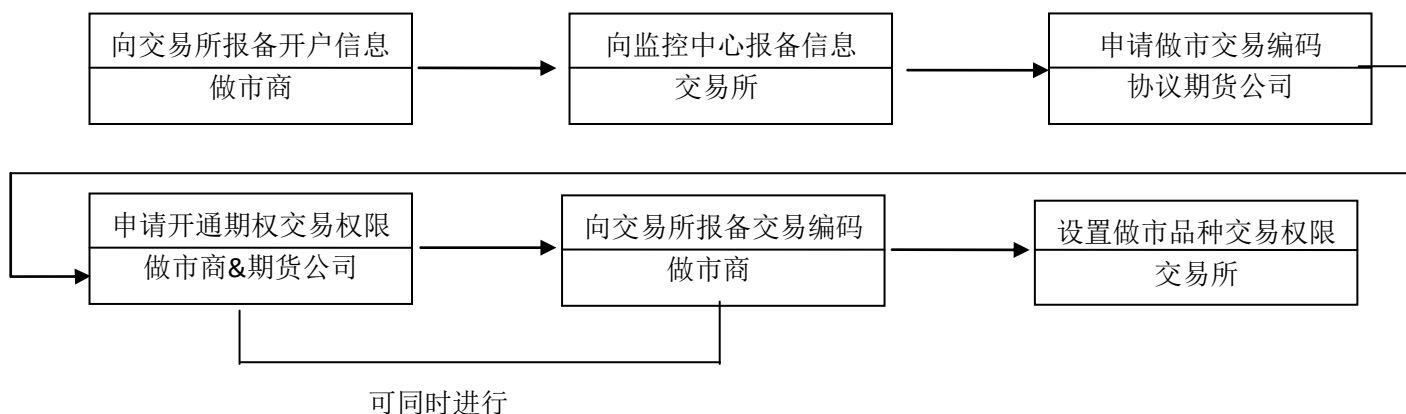 向交易所报备开户信息
做市商
向监控中心报备信息
交易所
申请做市交易编码
协议期货公司
申请开通期权交易权限
做市商&期货公司
向交易所报备交易编码
做市商
设置做市品种交易权限
交易所
可同时进行